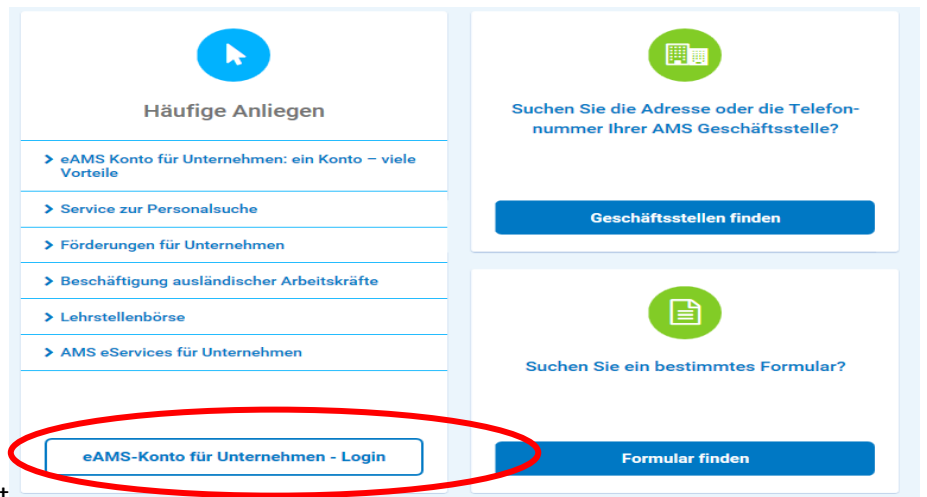 Häufige Anliegen
eAMS Konto für Unternehmen: ein Konto – viele
Vorteile
Service zur Personalsuche
Förderungen für Unternehmen
Beschäftigung ausländischer Arbeitskräfte
Lehrstellenbörse
AMS eServices für Unternehmen
eAMS-Konto für Unternehmen - Login
Suchen Sie die Adresse oder die Telefon-
nummer Ihrer AMS Geschäftsstelle?
Geschäftsstellen finden
Suchen Sie ein bestimmtes Formular?
Formular finden